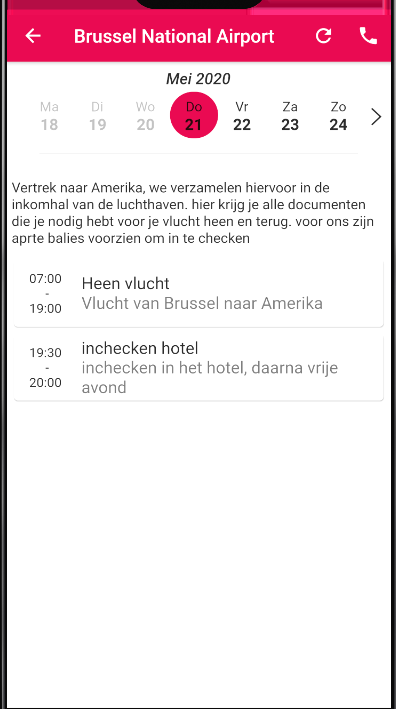 Brussel National Airport
Mei 2020
Ma Di Wo Do Vr Za Zo
18 19 20 21 22 23 24
Vertrek naar Amerika, we verzamelen hiervoor in de
inkomhal van de luchthaven. hier krijg je alle documenten
die je nodig hebt voor je vlucht heen en terug. voor ons zijn
aprte balies voorzien om in te checken
07:00
-
19:00
Heen vlucht
Vlucht van Brussel naar Amerika
19:30
-
20:00
inchecken hotel
inchecken in het hotel, daarna vrije
avond